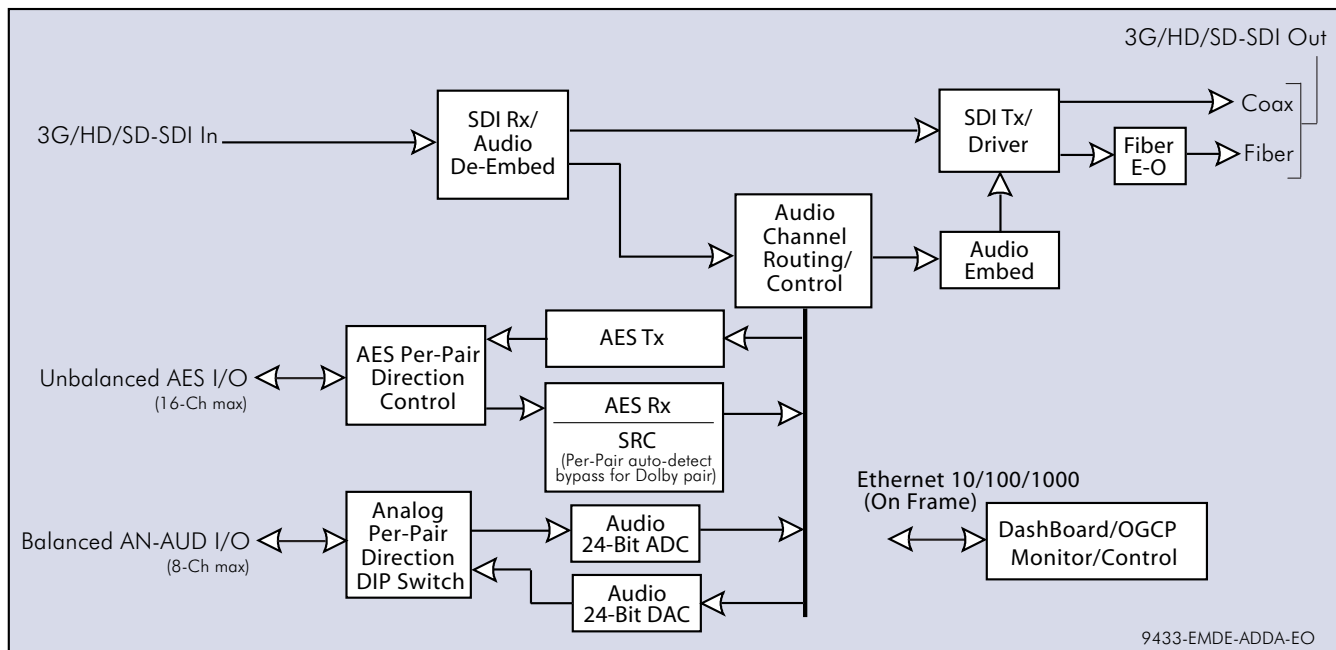 3G/HD/SD-SDI Out
3G/HD/SD-SDI In
SDI Rx/
Audio
De-Embed
SDI Tx/
Driver
Coax
Fiber
E-O
Fiber
Audio
Channel
Routing/
Control
Audio
Embed
AES Tx
Unbalanced AES I/O
(16-Ch max)
AES Per-Pair
Direction
Control
AES Rx
SRC
(Per-Pair auto-detect
bypass for Dolby pair)
Balanced AN-AUD I/O
(8-Ch max)
Analog
Per-Pair
Direction
DIP Switch
Audio
24-Bit ADC
Audio
24-Bit DAC
Ethernet 10/100/1000
(On Frame)
DashBoard/OGCP
Monitor/Control
9433-EMDE-ADDA-EO